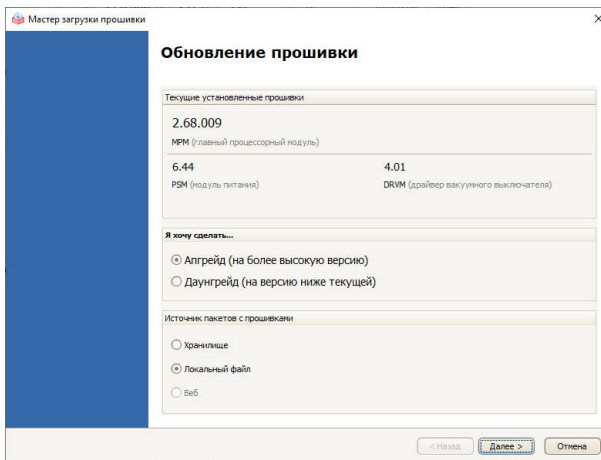 Мастер загрузки прошивки
Обновление прошивки
Текущие установленные прошивки
2.68.009
MPM (главный процессорный модуль)
6.44
4.01
PSM (модуль питания)
DRVM (драйвер вакуумного выключателя)
Я хочу сделать...
Апгрейд (на более высокую версию)
Даунгрейд (на версию ниже текущей)
Источник пакетов с прошивками
Хранилище
Локальный файл
Веб
< Назад
Далее >
Отмена